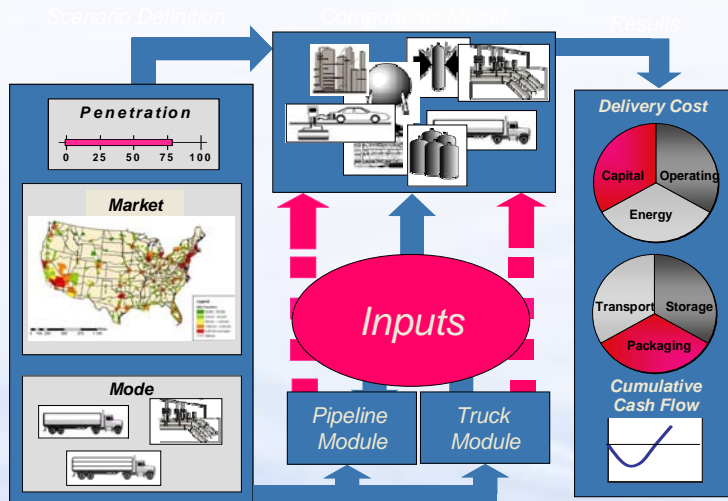 Scenario Definition
Components Model
Results
Penetration
0 25 50 75 100
Market
Legend
Mode
Inputs
Pipeline
Module
Truck
Module
Delivery Cost
Capital
Operating
Energy
Transport
Storage
Packaging
Cumulative
Cash Flow